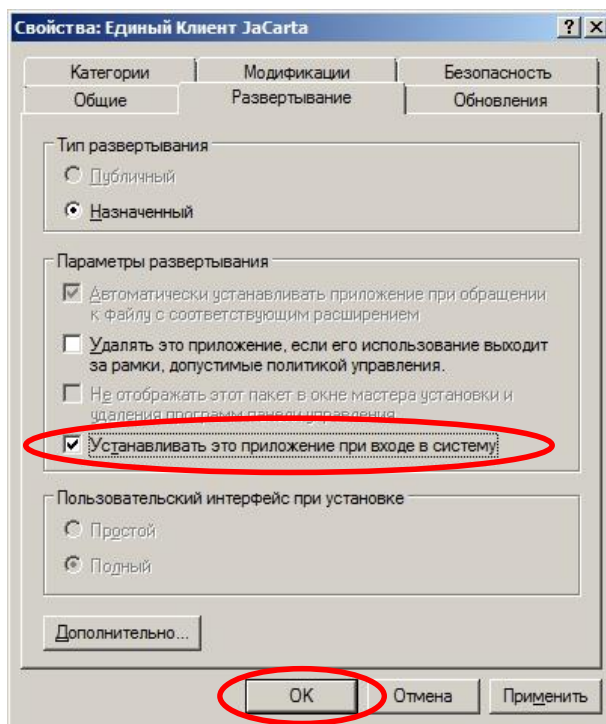 Свойства: Единый Клиент JaCarta
Категории Модификации Безопасность
Общие Развертывание Обновления
Тип развертывания
Публичный
Назначенный
Параметры развертывания
Автоматически устанавливать приложение при обращении
к файлу с соответствующим расширением
Удалять это приложение, если его использование выходит
за рамки, допустимые политикой управления.
Не отображать этот пакет в окне мастера установки и
удаления программ панели управления
Устанавливать это приложение при входе в систему
Пользовательский интерфейс при установке
Простой
Полный
Дополнительно...
OK Отмена Применить